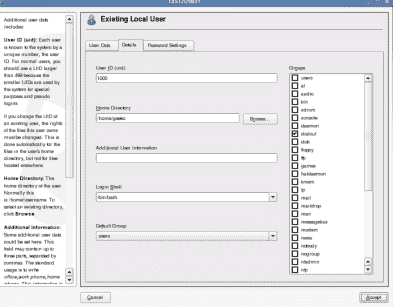 Additional user data
includes:
User ID (uid): Each user
is known to the system by a
unique number, the user
ID. For normal users, you
should use a UID larger
than 499 because the
smaller UIDs are used by
the system for special
purposes and pseudo
logins.
If you change the UID of
an existing user, the rights
of the files this user owns
must be changed. This is
done automatically for the
files in the user's home
directory, but not for files
located elsewhere.
Home Directory: The
home directory of the user.
Normally this
is /home/username. To
select an existing directory,
click Browse.
Additional Information:
Some additional user data
could be set here. This
field may contain up to
three parts, separated by
commas. The standard
usage is to write
office,work phone,home
Existing Local User
User Data
Details
Password Settings
User ID (uid)
1000
Home Directory
/home/geeko
Browse...
Additional User Information
Login Shell
/bin/bash
Default Group
users
Groups
users
at
audio
bin
cdrom
console
daemon
dialout
disk
floppy
ftp
games
haldaemon
kmem
lp
mail
maildrop
man
messagebus
modem
news
nobody
nogroup
ntadmin
ntp
Cancel
Accept